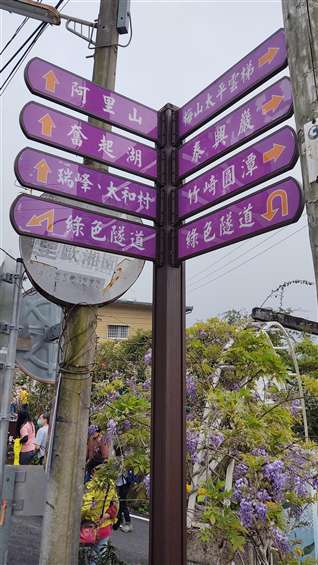 阿里山
奮起湖
瑞峰·太和村
綠色隧道
梅山太平雲梯
泰興巖
竹崎圓潭
綠色隧道